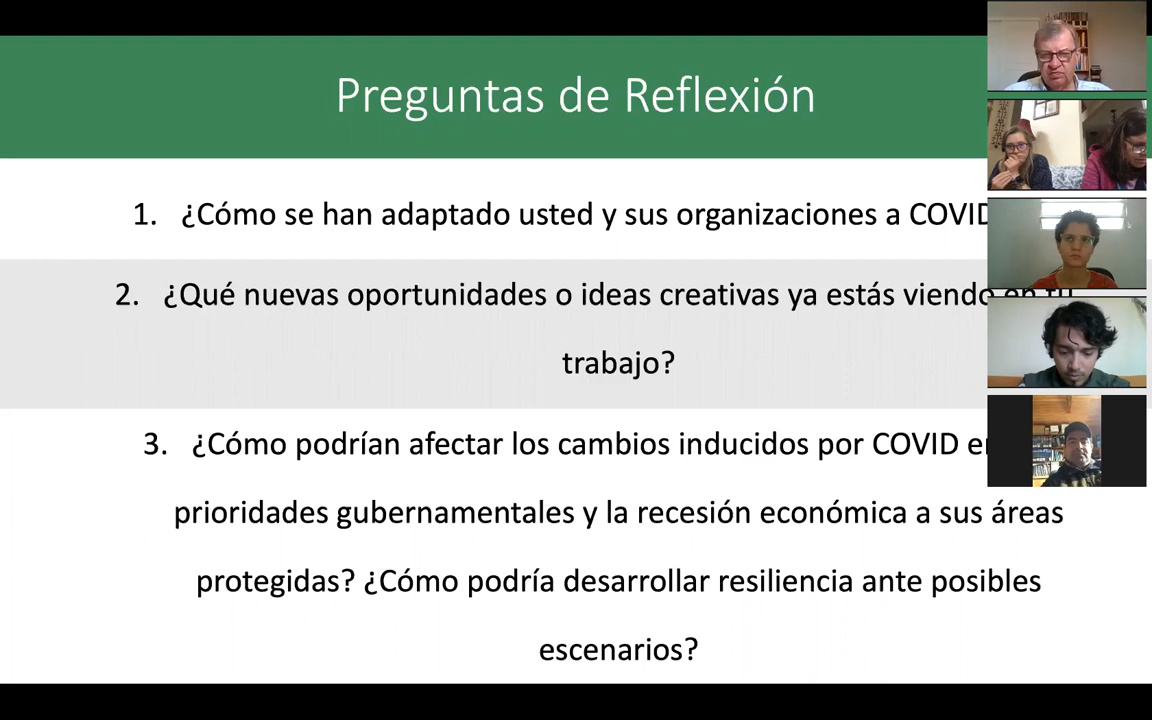 Preguntas de Reflexión
1. ¿Cómo se han adaptado usted y sus organizaciones a COVID
2. ¿Qué nuevas oportunidades o ideas creativas ya estás viendo en tu
trabajo?
3. ¿Cómo podrían afectar los cambios inducidos por COVID
prioridades gubernamentales y la recesión económica a sus áreas
protegidas? ¿Cómo podría desarrollar resiliencia ante posibles
escenarios?